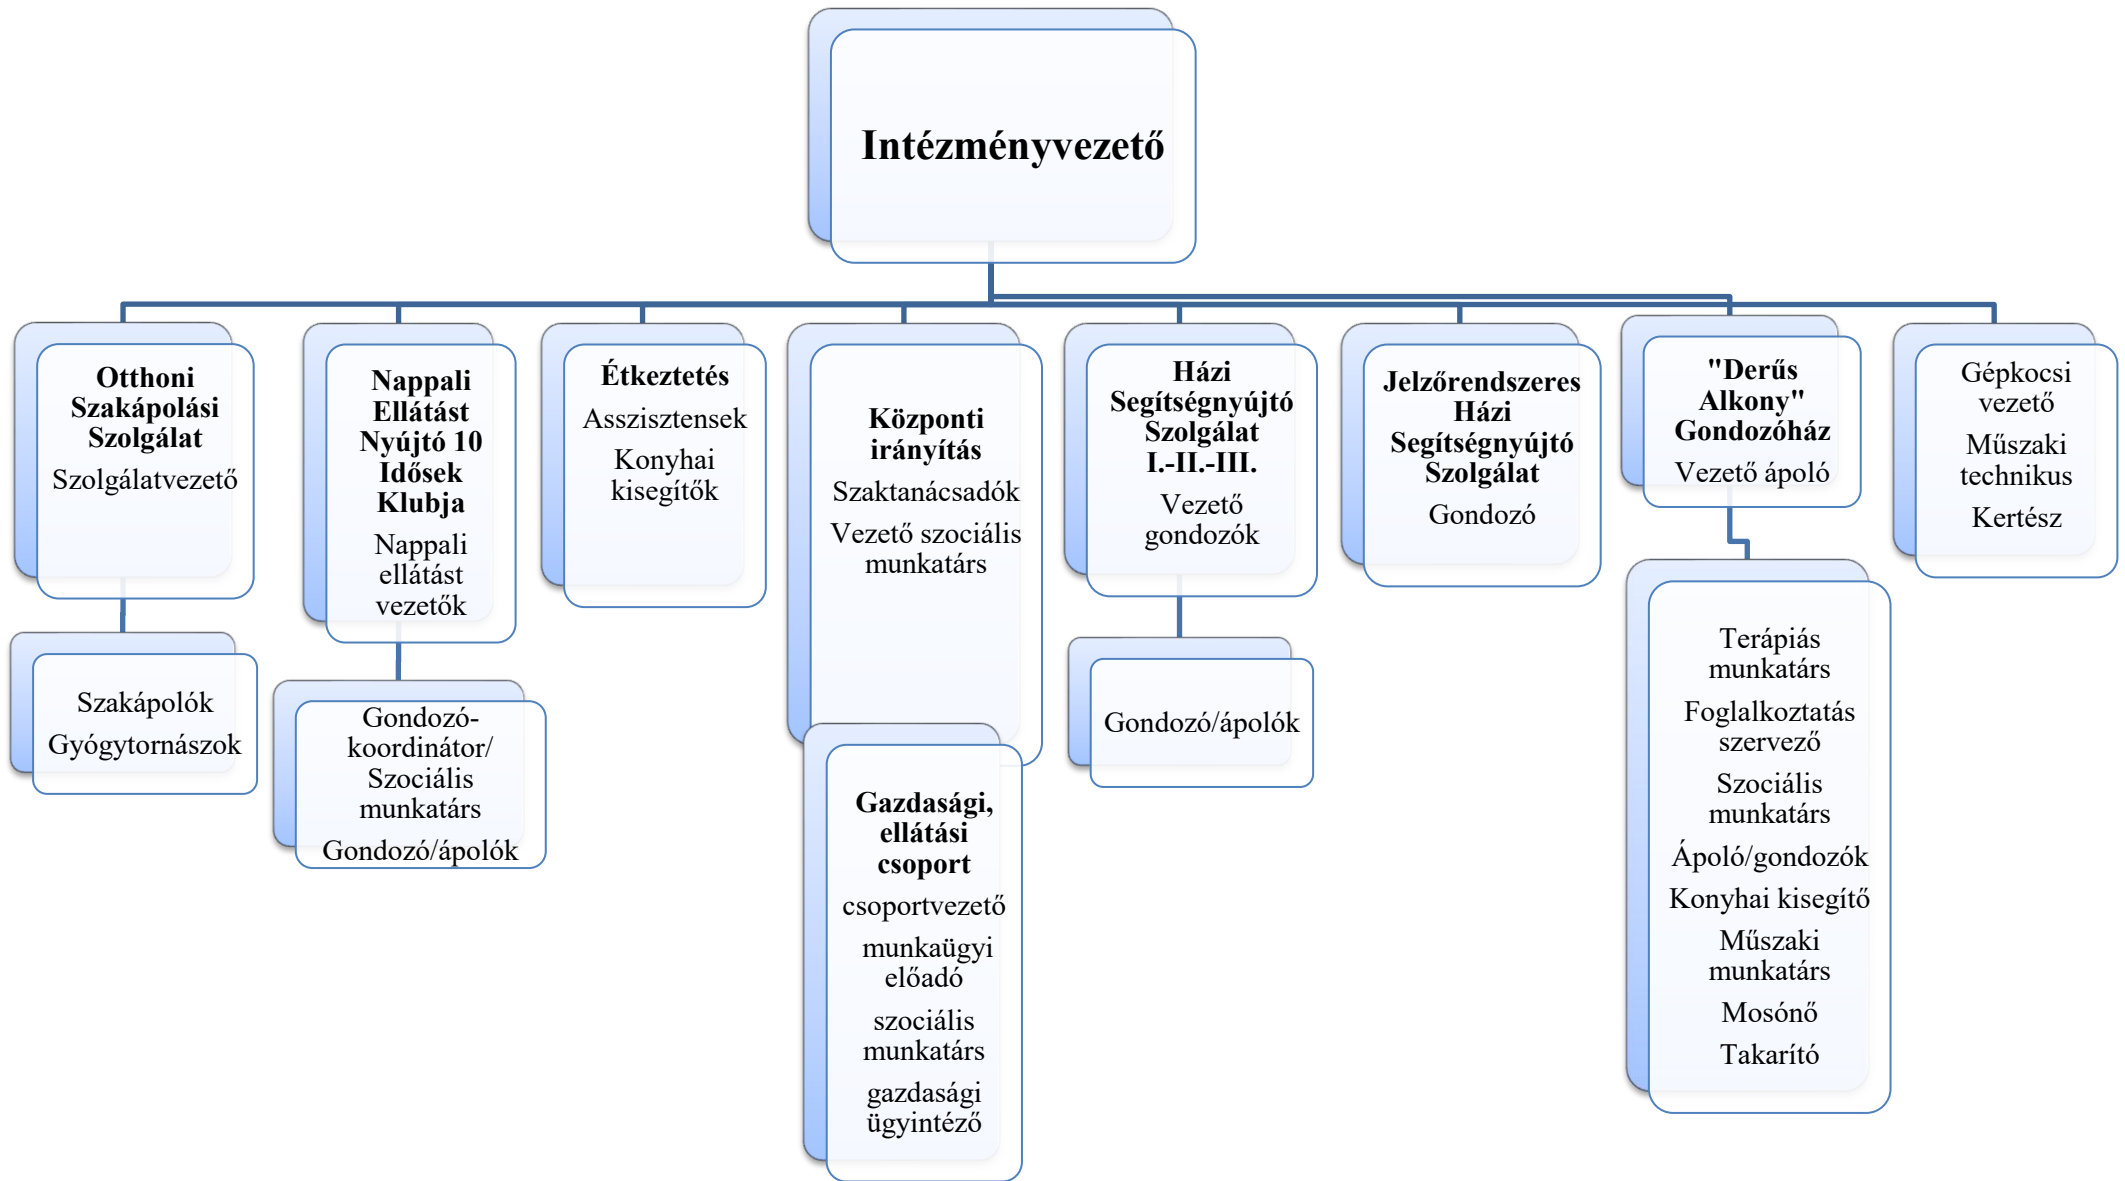 Intézményvezető
Otthoni
Szakápolási
Szolgálat
Szolgálatvezető
Szakápolók
Gyógytornászok
Nappali
Ellátást
Nyújtó 10
Idősek
Klubja
Nappali
ellátást
vezetők
Gondozó-
koordinátor/
Szociális
munkatárs
Gondozó/ápolók
Étkeztetés
Asszisztensek
Konyhai
kisegítők
Központi
irányítás
Szaktanácsadók
Vezető szociális
munkatárs
Gazdasági,
ellátási
csoport
csoportvezető
munkaügyi
előadó
szociális
munkatárs
gazdasági
ügyintéző
Házi
Segítségnyújtó
Szolgálat
I.-II.-III.
Vezető
gondozók
Gondozó/ápolók
Jelzőrendszeres
Házi
Segítségnyújtó
Szolgálat
Gondozó
"Derűs
Alkony"
Gondozóház
Vezető ápoló
Terápiás
munkatárs
Foglalkoztatás
szervező
Szociális
munkatárs
Ápoló/gondozók
Konyhai kisegítő
Műszaki
munkatárs
Mosónő
Takarító
Gépkocsi
vezető
Műszaki
technikus
Kertész